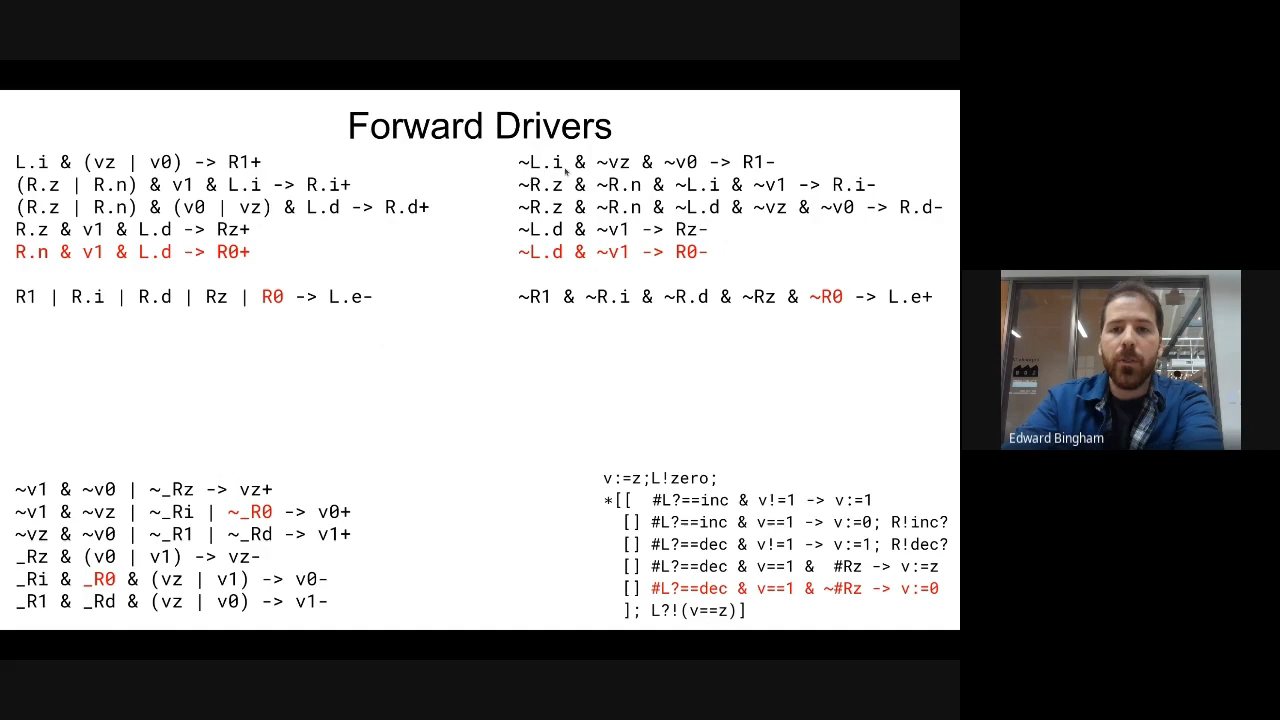 Forward Drivers
L.i & (vz | v0) -> R1+
(R.z | R.n) & v1 & L.i -> R.i+
(R.z | R.n) & (v0 | vz) & L.d -> R.d+
R.z & v1 & L.d -> Rz+
R.n & v1 & L.d -> R0+
R1 | R.i | R.d | Rz | R0 -> L.e-
~L.i & ~vz & ~v0 -> R1-
~R.z & ~R.n & ~L.i & ~v1 -> R.i-
~R.z & ~R.n & ~L.d & ~vz & ~v0 -> R.d-
~L.d & ~v1 -> Rz-
~L.d & ~v1 -> R0-
~R1 & ~R.i & ~R.d & ~Rz & ~R0 -> L.e+
~v1 & ~v0 | ~_Rz -> vz+
~v1 & ~vz | ~_Ri | ~_R0 -> v0+
~vz & ~v0 | ~_R1 | ~_Rd -> v1+
_Rz & (v0 | v1) -> vz-
_Ri & _R0 & (vz | v1) -> v0-
_R1 & _Rd & (vz | v0) -> v1-
v:=z;L!zero;
*[[ #L?==inc & v!=1 -> v:=1
[] #L?==inc & v==1 -> v:=0; R!inc?
[] #L?==dec & v!=1 -> v:=1; R!dec?
[] #L?==dec & v==1 & #Rz -> v:=z
[] #L?==dec & v==1 & ~#Rz -> v:=0
]; L?!(v==z)]
Edward Bingham